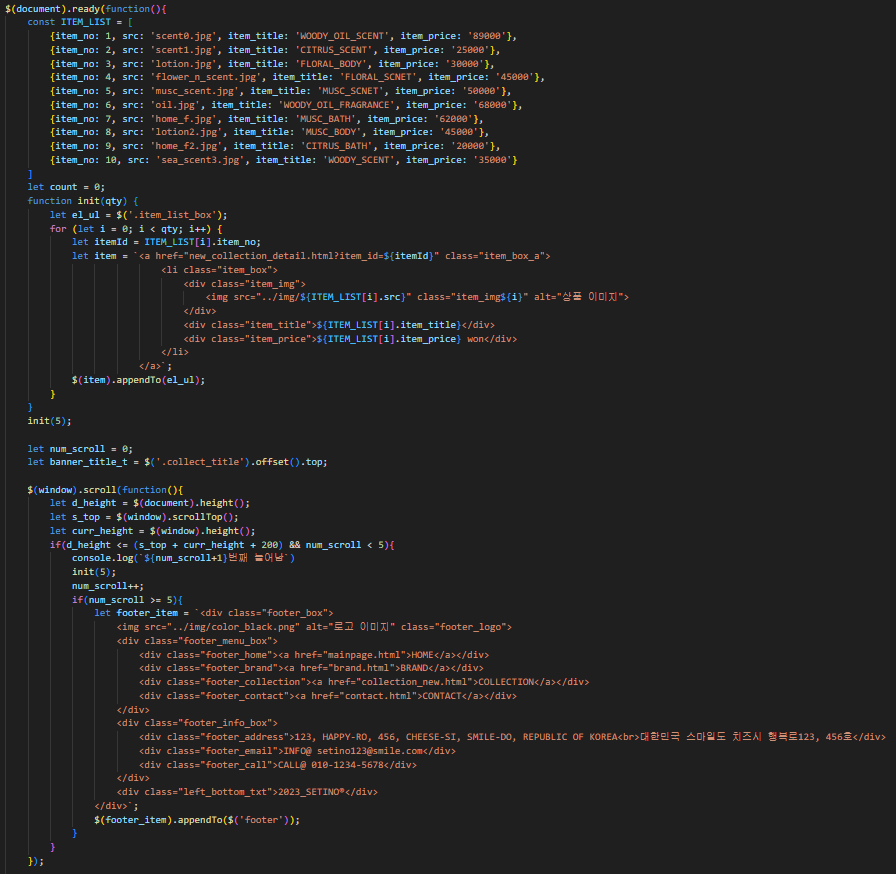 $(document).ready(function(){
const ITEM_LIST = [
{item_no: 1, src: 'scent0.jpg', item_title: 'WOODY_OIL_SCENT', item_price: '89000'},
{item_no: 2, src: 'scent1.jpg', item_title: 'CITRUS_SCENT', item_price: '25000'},
{item_no: 3, src: 'lotion.jpg', item_title: 'FLORAL_BODY', item_price: '30000'},
{item_no: 4, src: 'flower_n_scent.jpg', item_title: 'FLORAL_SCNET', item_price: '45000'},
{item_no: 5, src: 'musc_scent.jpg', item_title: 'MUSC_SCNET', item_price: '50000'},
{item_no: 6, src: 'oil.jpg', item_title: 'WOODY_OIL_FRAGRANCE', item_price: '68000'},
{item_no: 7, src: 'home_f.jpg', item_title: 'MUSC_BATH', item_price: '62000'},
{item_no: 8, src: 'lotion2.jpg', item_title: 'MUSC_BODY', item_price: '45000'},
{item_no: 9, src: 'home_f2.jpg', item_title: 'CITRUS_BATH', item_price: '20000'},
{item_no: 10, src: 'sea_scent3.jpg', item_title: 'WOODY_SCENT', item_price: '35000'}
]
let count = 0;
function init(qty) {
let el_ul = $('.item_list_box');
for (let i = 0; i < qty; i++) {
let itemId = ITEM_LIST[i].item_no;
let item = `<a href="new_collection_detail.html?item_id=${itemId}" class="item_box_a">
<li class="item_box">
<div class="item_img">
<img src="../img/${ITEM_LIST[i].src}" class="item_img${i}" alt="상품 이미지">
</div>
<div class="item_title">${ITEM_LIST[i].item_title}</div>
<div class="item_price">${ITEM_LIST[i].item_price} won</div>
</li>
</a>`;
$(item).appendTo(el_ul);
}
}
init(5);
let num_scroll = 0;
let banner_title_t = $('.collect_title').offset().top;
$(window).scroll(function(){
let d_height = $(document).height();
let s_top = $(window).scrollTop();
let curr_height = $(window).height();
if(d_height <= (s_top + curr_height + 200) && num_scroll < 5){
console.log(`${num_scroll+1}번째 늘어남`)
init(5);
num_scroll++;
if(num_scroll >= 5){
let footer_item = `<div class="footer_box">
<img src="../img/color_black.png" alt="로고 이미지" class="footer_logo">
<div class="footer_menu_box">
<div class="footer_home"><a href="mainpage.html">HOME</a></div>
<div class="footer_brand"><a href="brand.html">BRAND</a></div>
<div class="footer_collection"><a href="collection_new.html">COLLECTION</a></div>
<div class="footer_contact"><a href="contact.html">CONTACT</a></div>
</div>
<div class="footer_info_box">
<div class="footer_address">123, HAPPY-RO, 456, CHEESE-SI, SMILE-DO, REPUBLIC OF KOREA<br>대한민국 스마일도 치즈시 행복로123, 456호</div>
<div class="footer_email">INFO@ setino123@smile.com</div>
<div class="footer_call">CALL@ 010-1234-5678</div>
</div>
<div class="left_bottom_txt">2023_SETINO®</div>
</div>`;
$(footer_item).appendTo($('footer'));
}
}
});